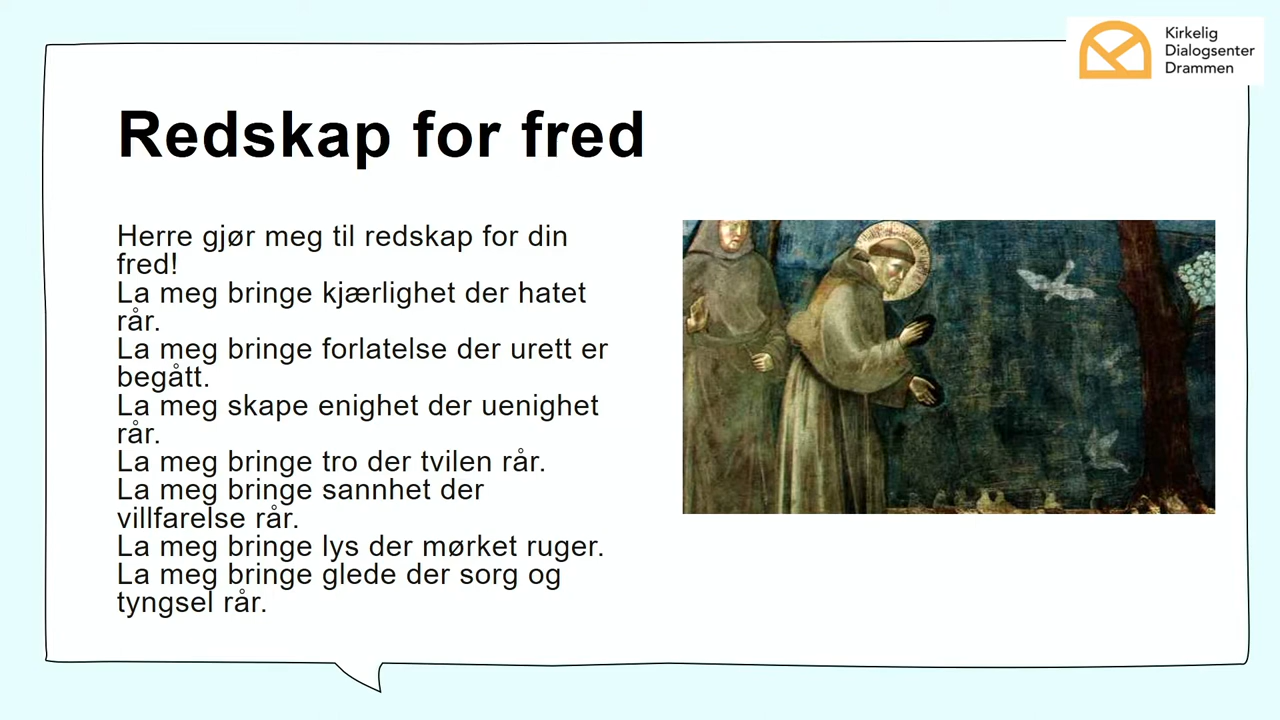 Kirkelig
Dialogsenter
Drammen
Redskap for fred
Herre gjør meg til redskap for din
fred!
La meg bringe kjærlighet der hatet
rår.
La meg bringe forlatelse der urett er
begått.
La meg skape enighet der uenighet
rår.
La meg bringe tro der tvilen rår.
La meg bringe sannhet der
villfarelse rår.
La meg bringe lys der mørket ruger.
La meg bringe glede der sorg og
tyngsel rår.